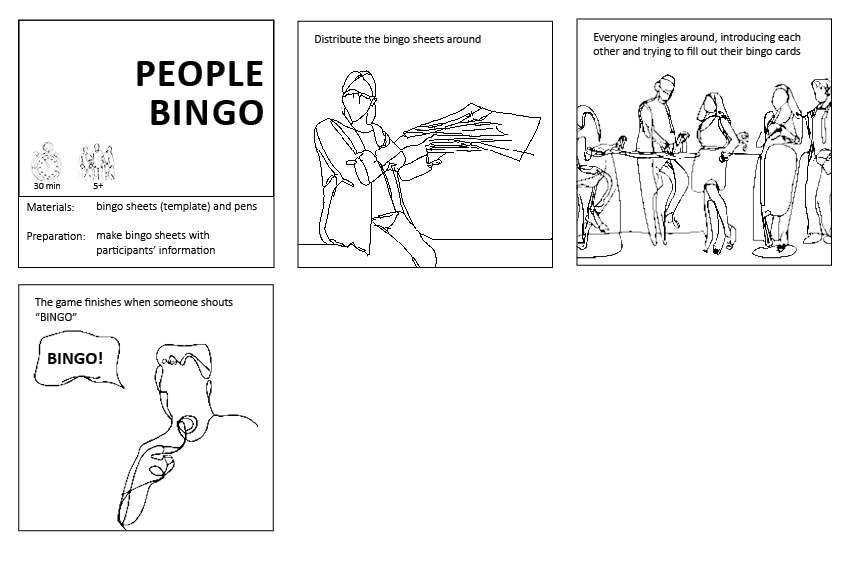 PEOPLE
BINGO
30 min 5+
Materials: bingo sheets (template) and pens
Preparation: make bingo sheets with
participants' information
Distribute the bingo sheets around
Everyone mingles around, introducing each
other and trying to fill out their bingo cards
The game finishes when someone shouts
“BINGO”
BINGO!